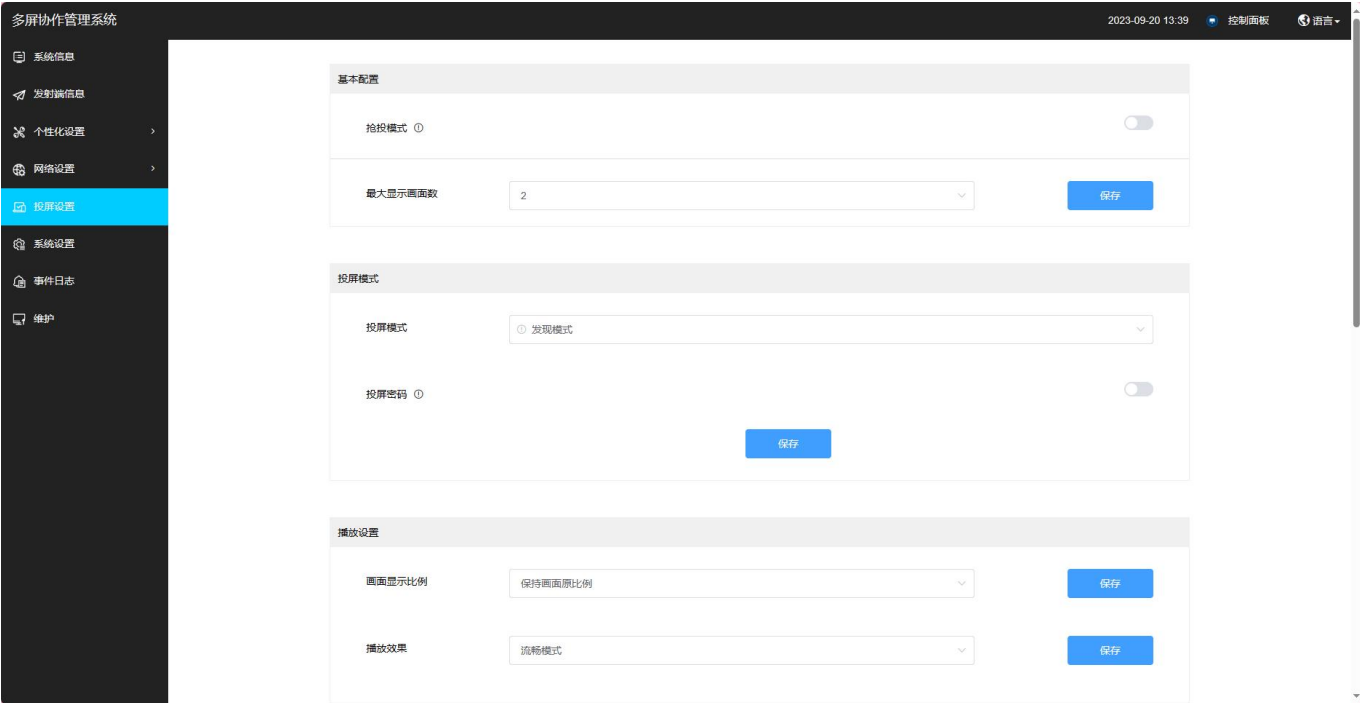 多屏协作管理系统
2023-09-20 13:39 控制面板 语言
系统信息
发射端信息
个性化设置
网络设置
投屏设置
系统设置
事件日志
维护
基本配置
抢投模式
最大显示画面数 2 保存
投屏模式
投屏模式 发现模式
投屏密码
保存
播放设置
画面显示比例 保持画面原比例 保存
播放效果 流畅模式 保存